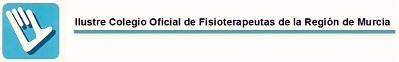 Ilustre Colegio Oficial de Fisioterapeutas de la Región de Murcia